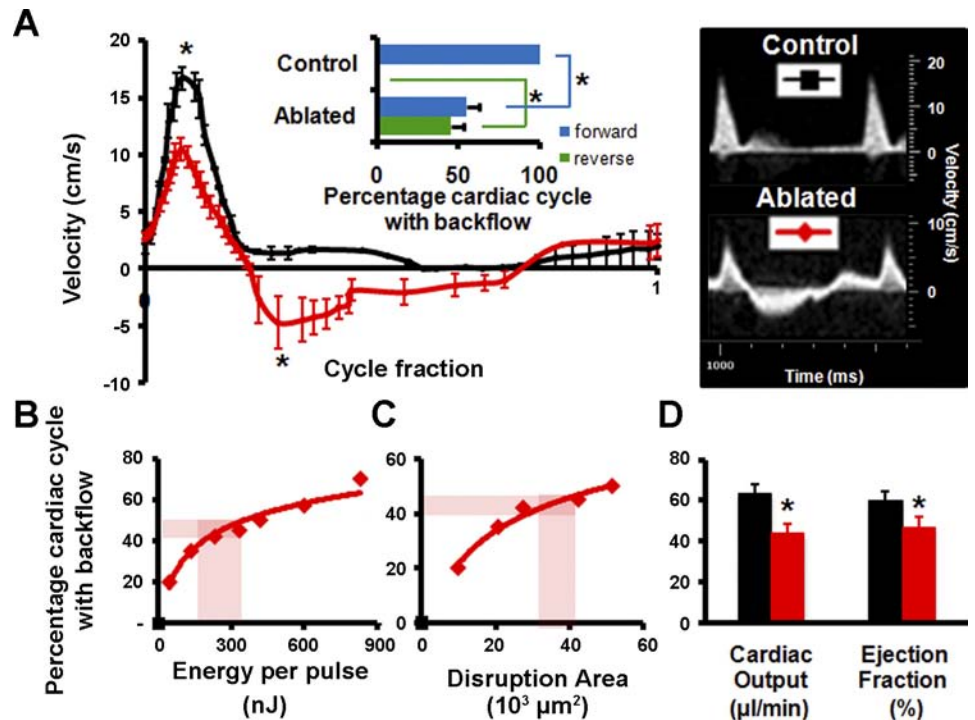 A
20
15
10
5
0
-5
-10
Velocity (cm/s)
*
*
0
1
Cycle fraction
Control
Ablated
*
*
forward
reverse
0 50 100
Percentage cardiac cycle
with backflow
Control
20
10
0
Ablated
10
0
Velocity (cm/s)
1000
Time (ms)
B
Percentage cardiac cycle
with backflow
80
60
40
20
-
0 300 600 900
Energy per pulse
(nJ)
C
60
40
20
0
0 20 40 60
Disruption Area
(10³ µm²)
D
80
60
40
20
0
* *
Cardiac Ejection
Output Fraction
(µl/min) (%)